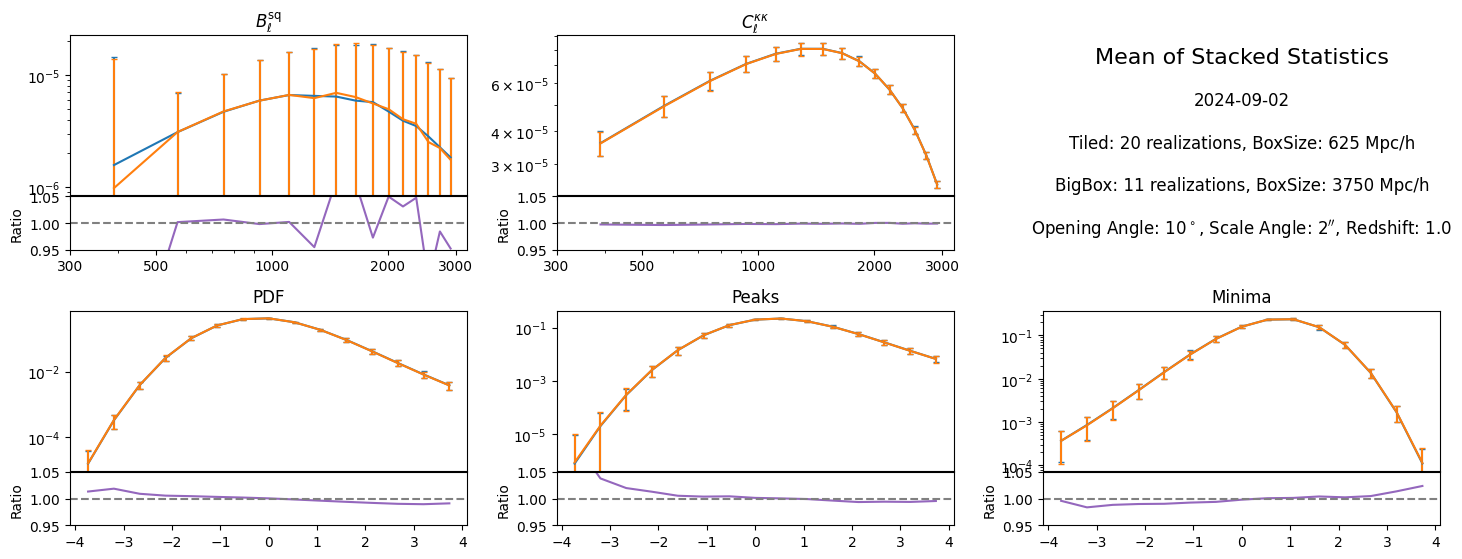 B_ℓ^sq
10⁻⁵
10⁻⁶
1.05
1.00
0.95
Ratio
300 500 1000 2000 3000
C_ℓ^κκ
6 × 10⁻⁵
4 × 10⁻⁵
3 × 10⁻⁵
1.05
1.00
0.95
Ratio
300 500 1000 2000 3000
Mean of Stacked Statistics
2024-09-02
Tiled: 20 realizations, BoxSize: 625 Mpc/h
BigBox: 11 realizations, BoxSize: 3750 Mpc/h
Opening Angle: 10°, Scale Angle: 2′′, Redshift: 1.0
PDF
10⁻²
10⁻⁴
1.05
1.00
0.95
Ratio
−4 −3 −2 −1 0 1 2 3 4
Peaks
10⁻¹
10⁻³
10⁻⁵
1.05
1.00
0.95
Ratio
−4 −3 −2 −1 0 1 2 3 4
Minima
10⁻¹
10⁻²
10⁻³
10⁻⁴
1.05
1.00
0.95
Ratio
−4 −3 −2 −1 0 1 2 3 4